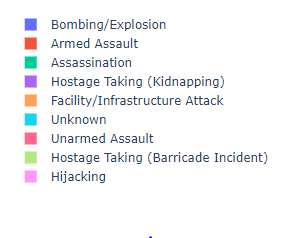 Bombing/Explosion
Armed Assault
Assassination
Hostage Taking (Kidnapping)
Facility/Infrastructure Attack
Unknown
Unarmed Assault
Hostage Taking (Barricade Incident)
Hijacking